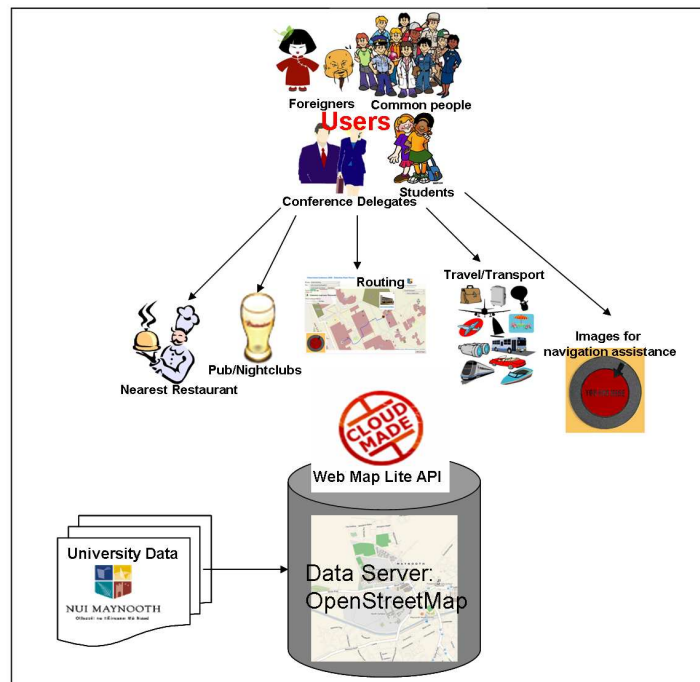 Foreigners
Common people
Users
Students
Conference Delegates
Routing
Travel/Transport
Images for
navigation assistance
Pub/Nightclubs
Nearest Restaurant
CLOUD
MADE
Web Map Lite API
University Data
NUI MAYNOOTH
Data Server:
OpenStreetMap